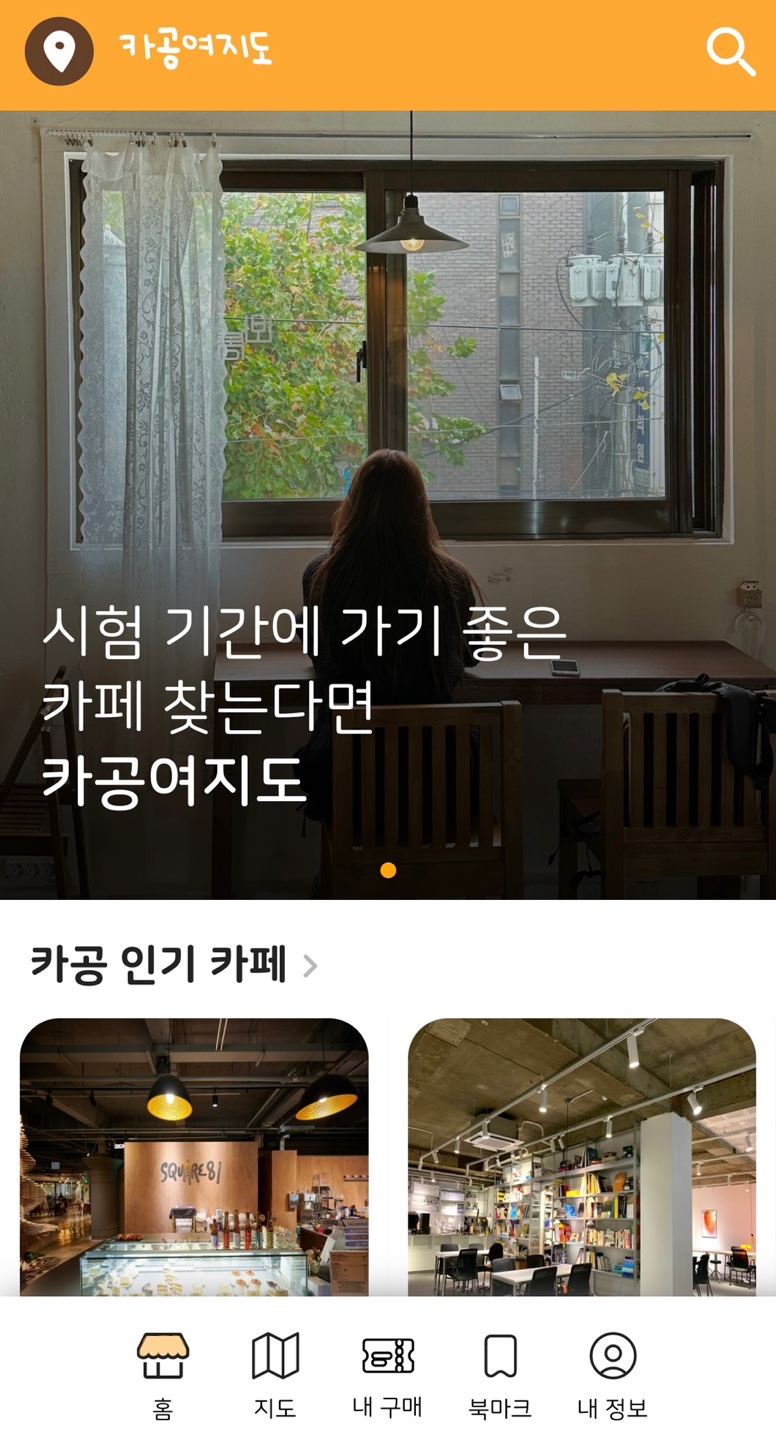 카공여지도
시험 기간에 가기 좋은
카페 찾는다면
카공여지도
카공 인기 카페
SQUARE81
홈
지도
내 구매
북마크
내 정보